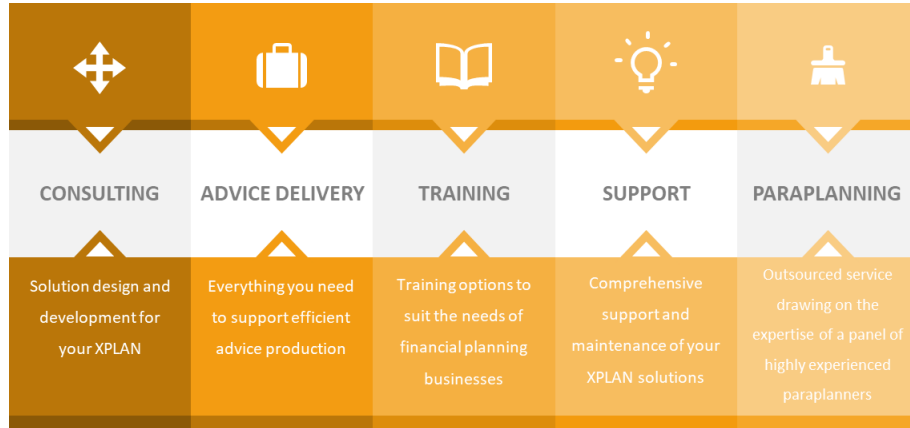 CONSULTING
ADVICE DELIVERY
TRAINING
SUPPORT
PARAPLANNING
Solution design and
development for
your XPLAN
Everything you need
to support efficient
advice production
Training options to
suit the needs of
financial planning
businesses
Comprehensive
support and
maintenance of your
XPLAN solutions
Outsourced service
drawing on the
expertise of a panel of
highly experienced
paraplanners